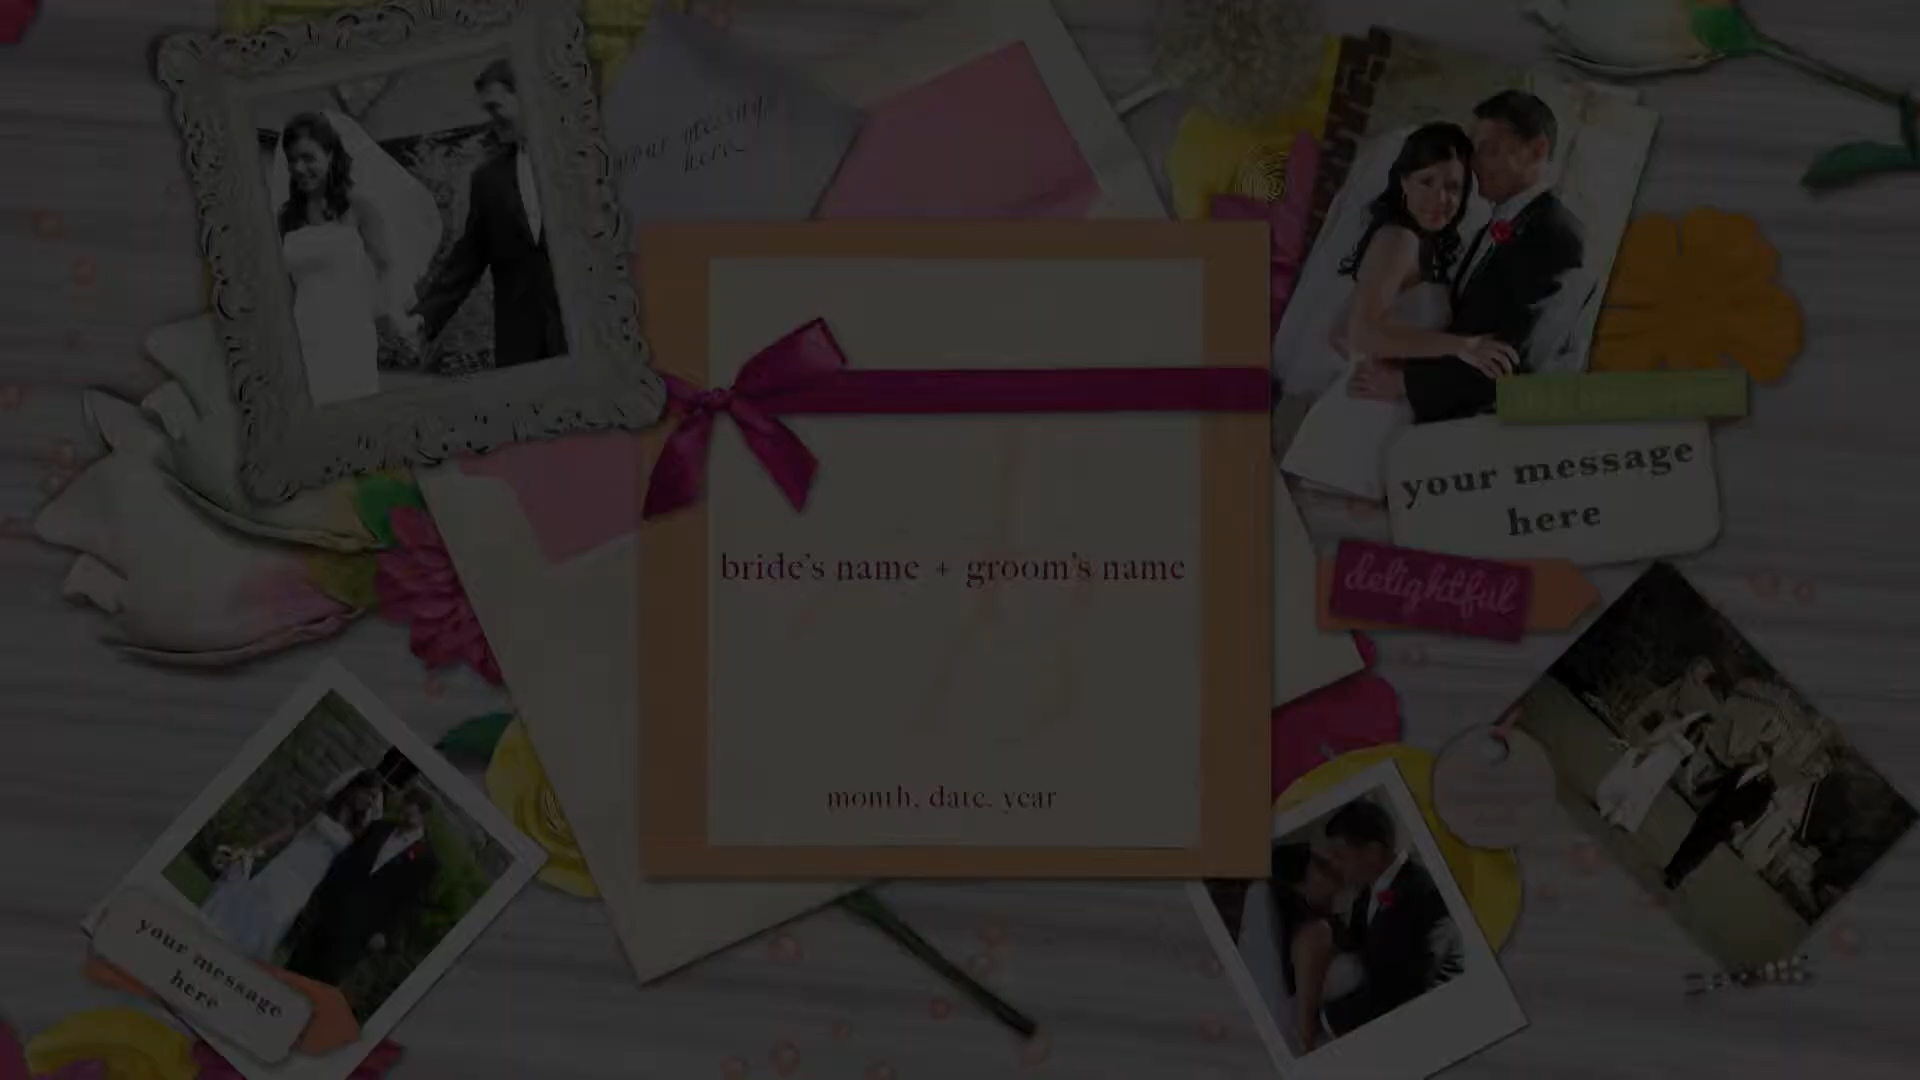 your message
here
your message
here
bride's name + groom's name
delightful
month, date, year
your message
here